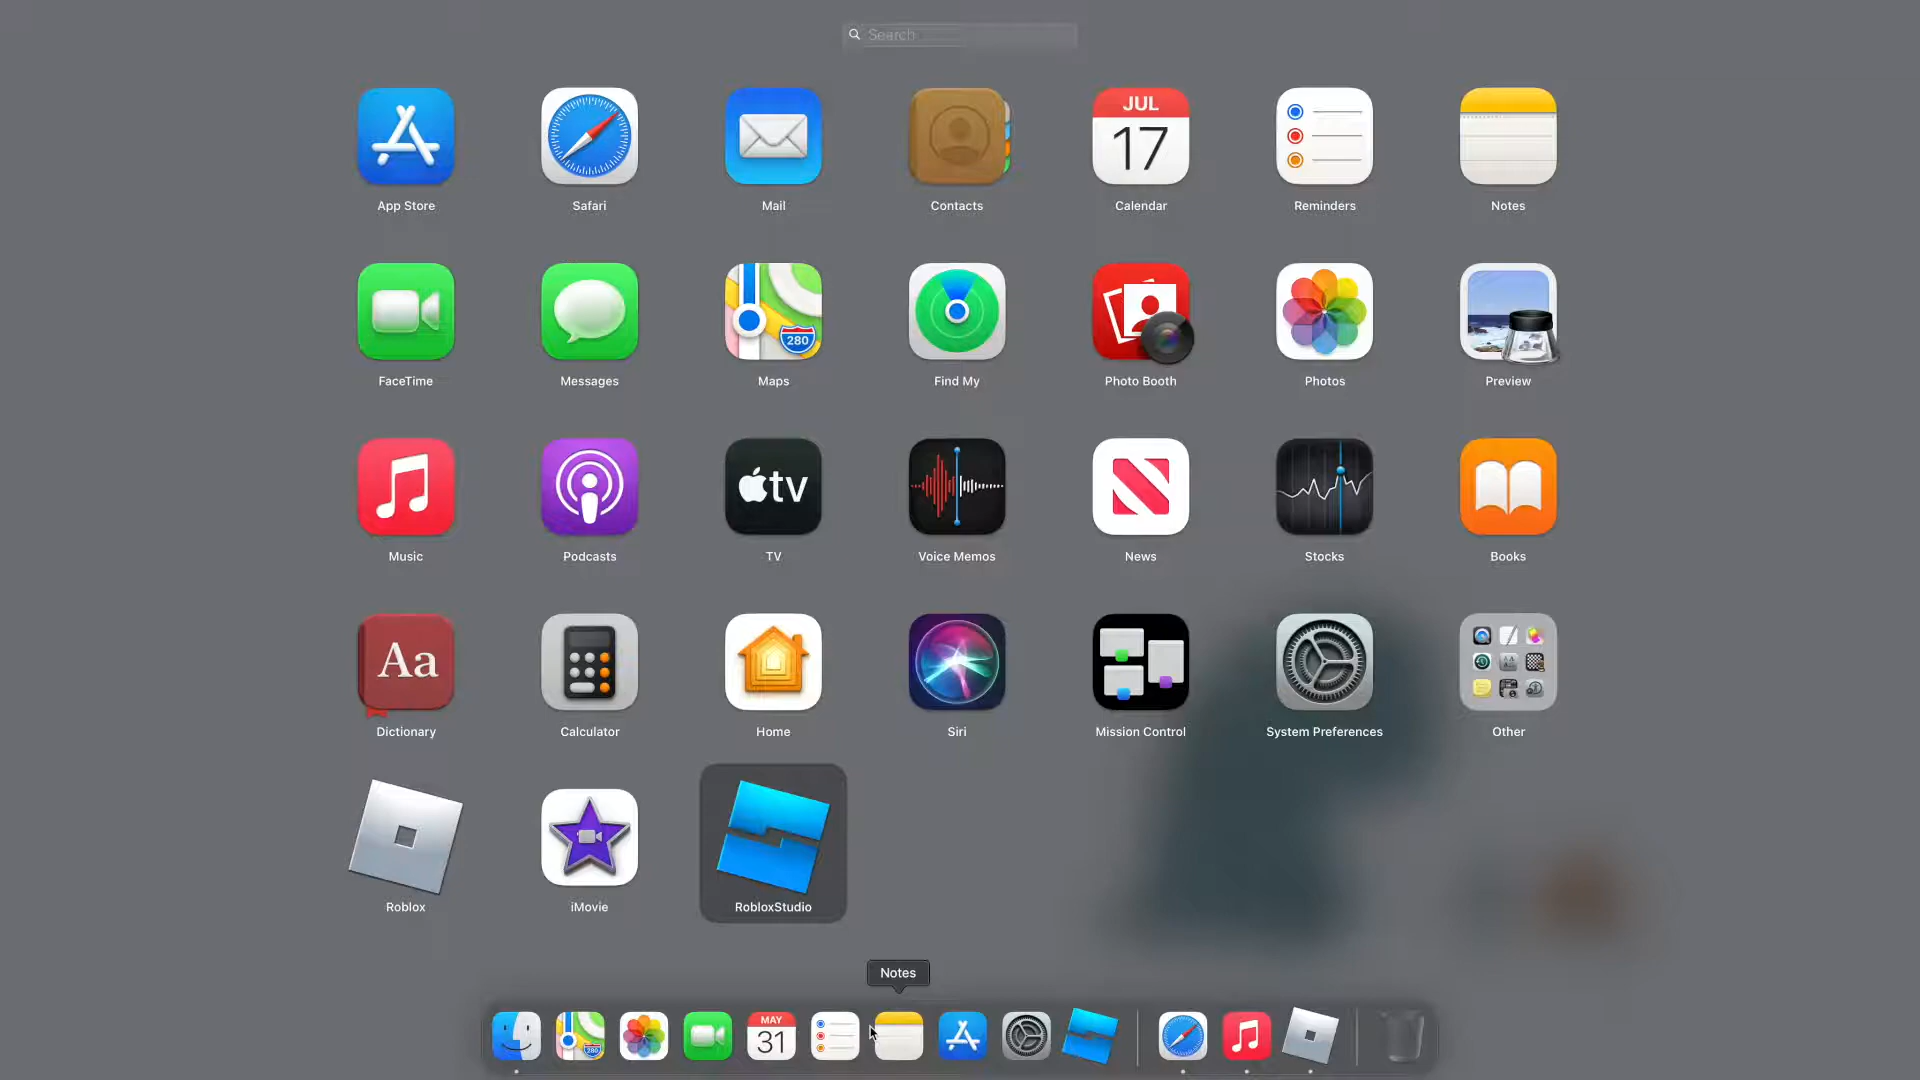 Search
JUL
17
App Store
Safari
Mail
Contacts
Calendar
Reminders
Notes
280
FaceTime
Messages
Maps
Find My
Photo Booth
Photos
Preview
tv
Music
Podcasts
TV
Voice Memos
News
Stocks
Books
Aa
Dictionary
Calculator
Home
Siri
Mission Control
System Preferences
Other
Roblox
iMovie
RobloxStudio
Notes
MAY
31
280